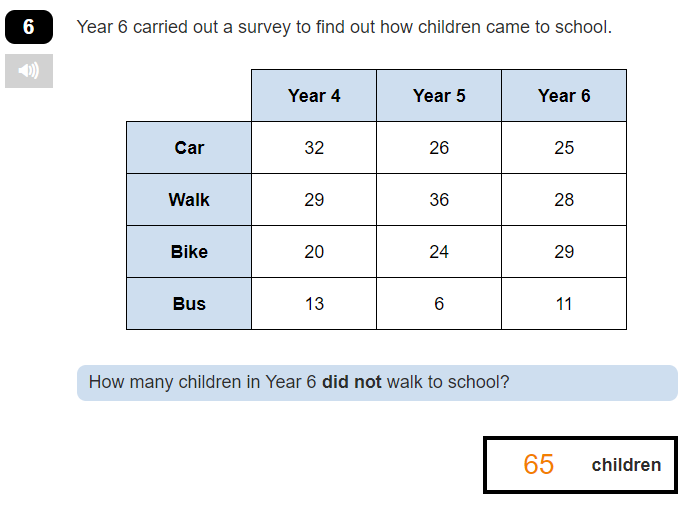 6 Year 6 carried out a survey to find out how children came to school.
Year 4 Year 5 Year 6
Car 32 26 25
Walk 29 36 28
Bike 20 24 29
Bus 13 6 11
How many children in Year 6 did not walk to school?
65 children